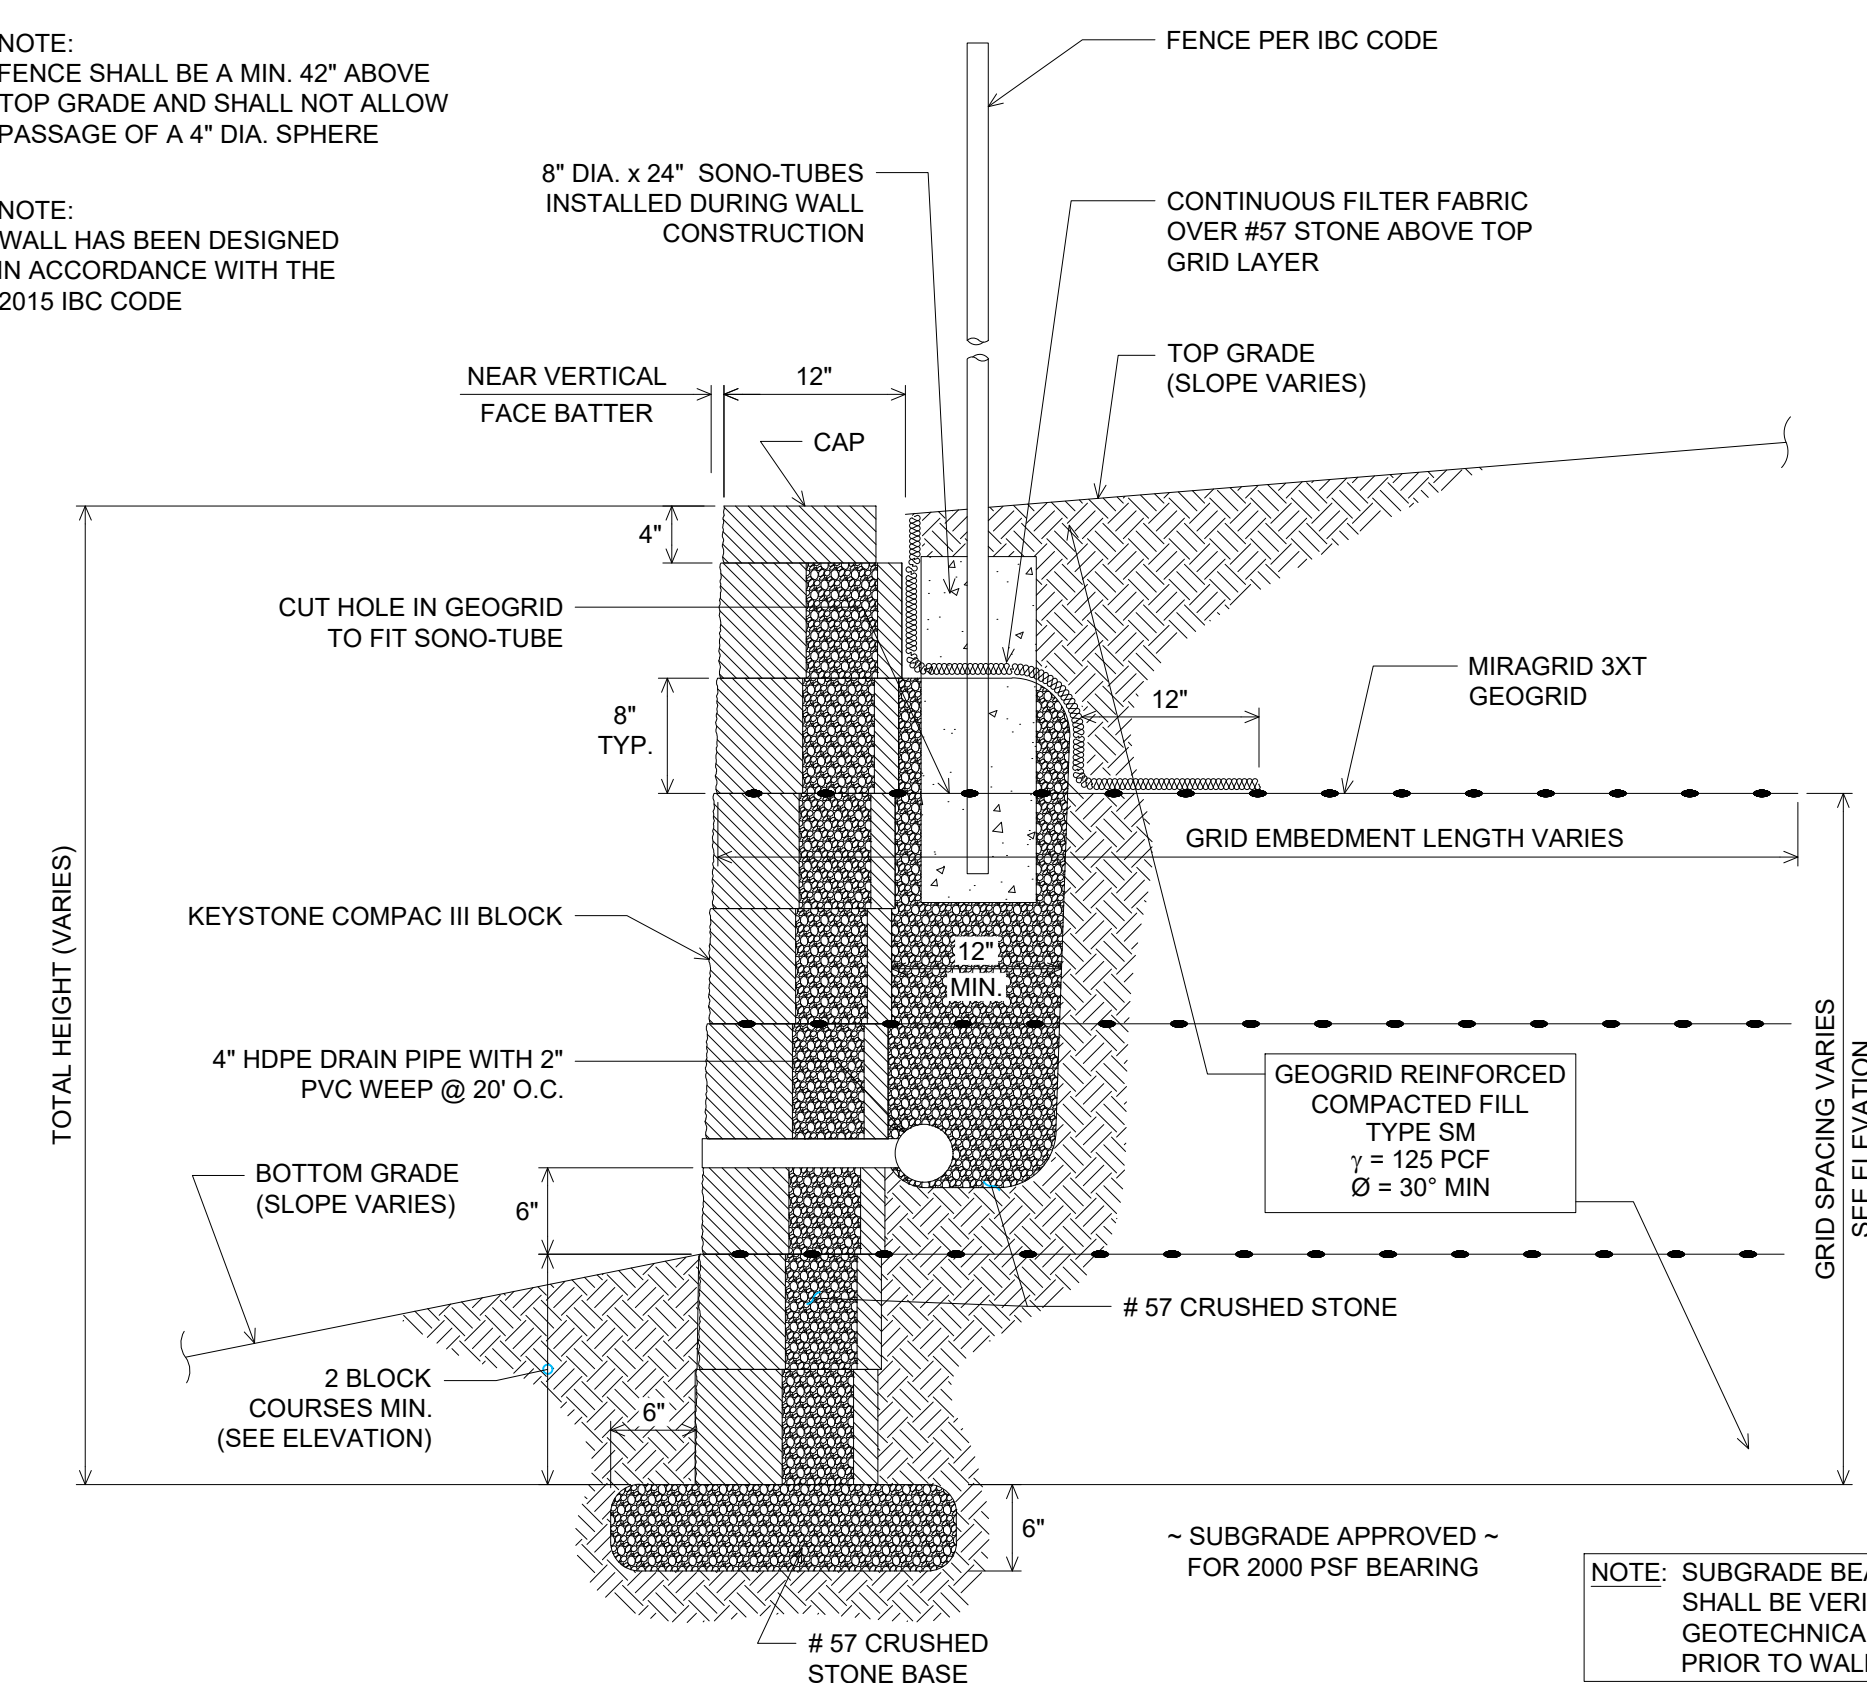 NOTE:
FENCE SHALL BE A MIN. 42" ABOVE
TOP GRADE AND SHALL NOT ALLOW
PASSAGE OF A 4" DIA. SPHERE
NOTE:
WALL HAS BEEN DESIGNED
IN ACCORDANCE WITH THE
2015 IBC CODE
FENCE PER IBC CODE
8" DIA. x 24" SONO-TUBES
INSTALLED DURING WALL
CONSTRUCTION
CONTINUOUS FILTER FABRIC
OVER #57 STONE ABOVE TOP
GRID LAYER
TOP GRADE
(SLOPE VARIES)
NEAR VERTICAL
FACE BATTER
12"
CAP
4"
CUT HOLE IN GEOGRID
TO FIT SONO-TUBE
8"
TYP.
MIRAGRID 3XT
GEOGRID
12"
GRID EMBEDMENT LENGTH VARIES
TOTAL HEIGHT (VARIES)
KEYSTONE COMPAC III BLOCK
12"
MIN.
4" HDPE DRAIN PIPE WITH 2"
PVC WEEP @ 20' O.C.
GEOGRID REINFORCED
COMPACTED FILL
TYPE SM
γ = 125 PCF
Ø = 30° MIN
GRID SPACING VARIES
SEE ELEVATION
BOTTOM GRADE
(SLOPE VARIES)
6"
# 57 CRUSHED STONE
2 BLOCK
COURSES MIN.
(SEE ELEVATION)
6"
6"
~ SUBGRADE APPROVED ~
FOR 2000 PSF BEARING
# 57 CRUSHED
STONE BASE
NOTE: SUBGRADE
SHALL BE
PRIOR TO